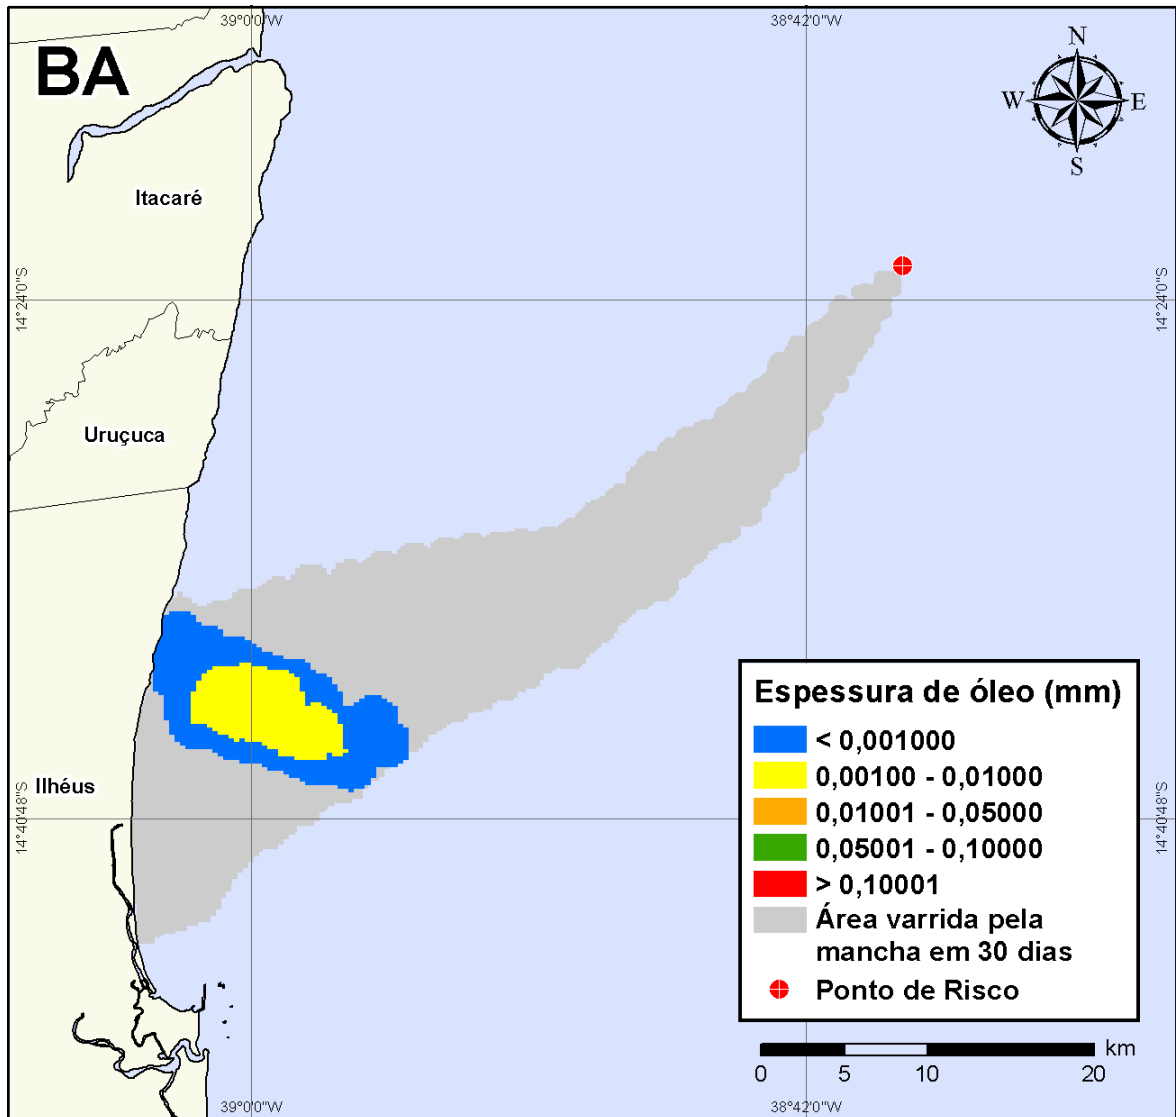 39°0'0"W
38°42'0"W
BA
N
W
E
S
Itacaré
14°24'0"S
14°24'0"S
Uruçuca
Espessura de óleo (mm)
< 0,001000
0,00100 - 0,01000
0,01001 - 0,05000
0,05001 - 0,10000
> 0,10001
Área varrida pela
mancha em 30 dias
Ponto de Risco
Ilhéus
14°40'48"S
14°40'48"S
km
0
5
10
20
39°0'0"W
38°42'0"W